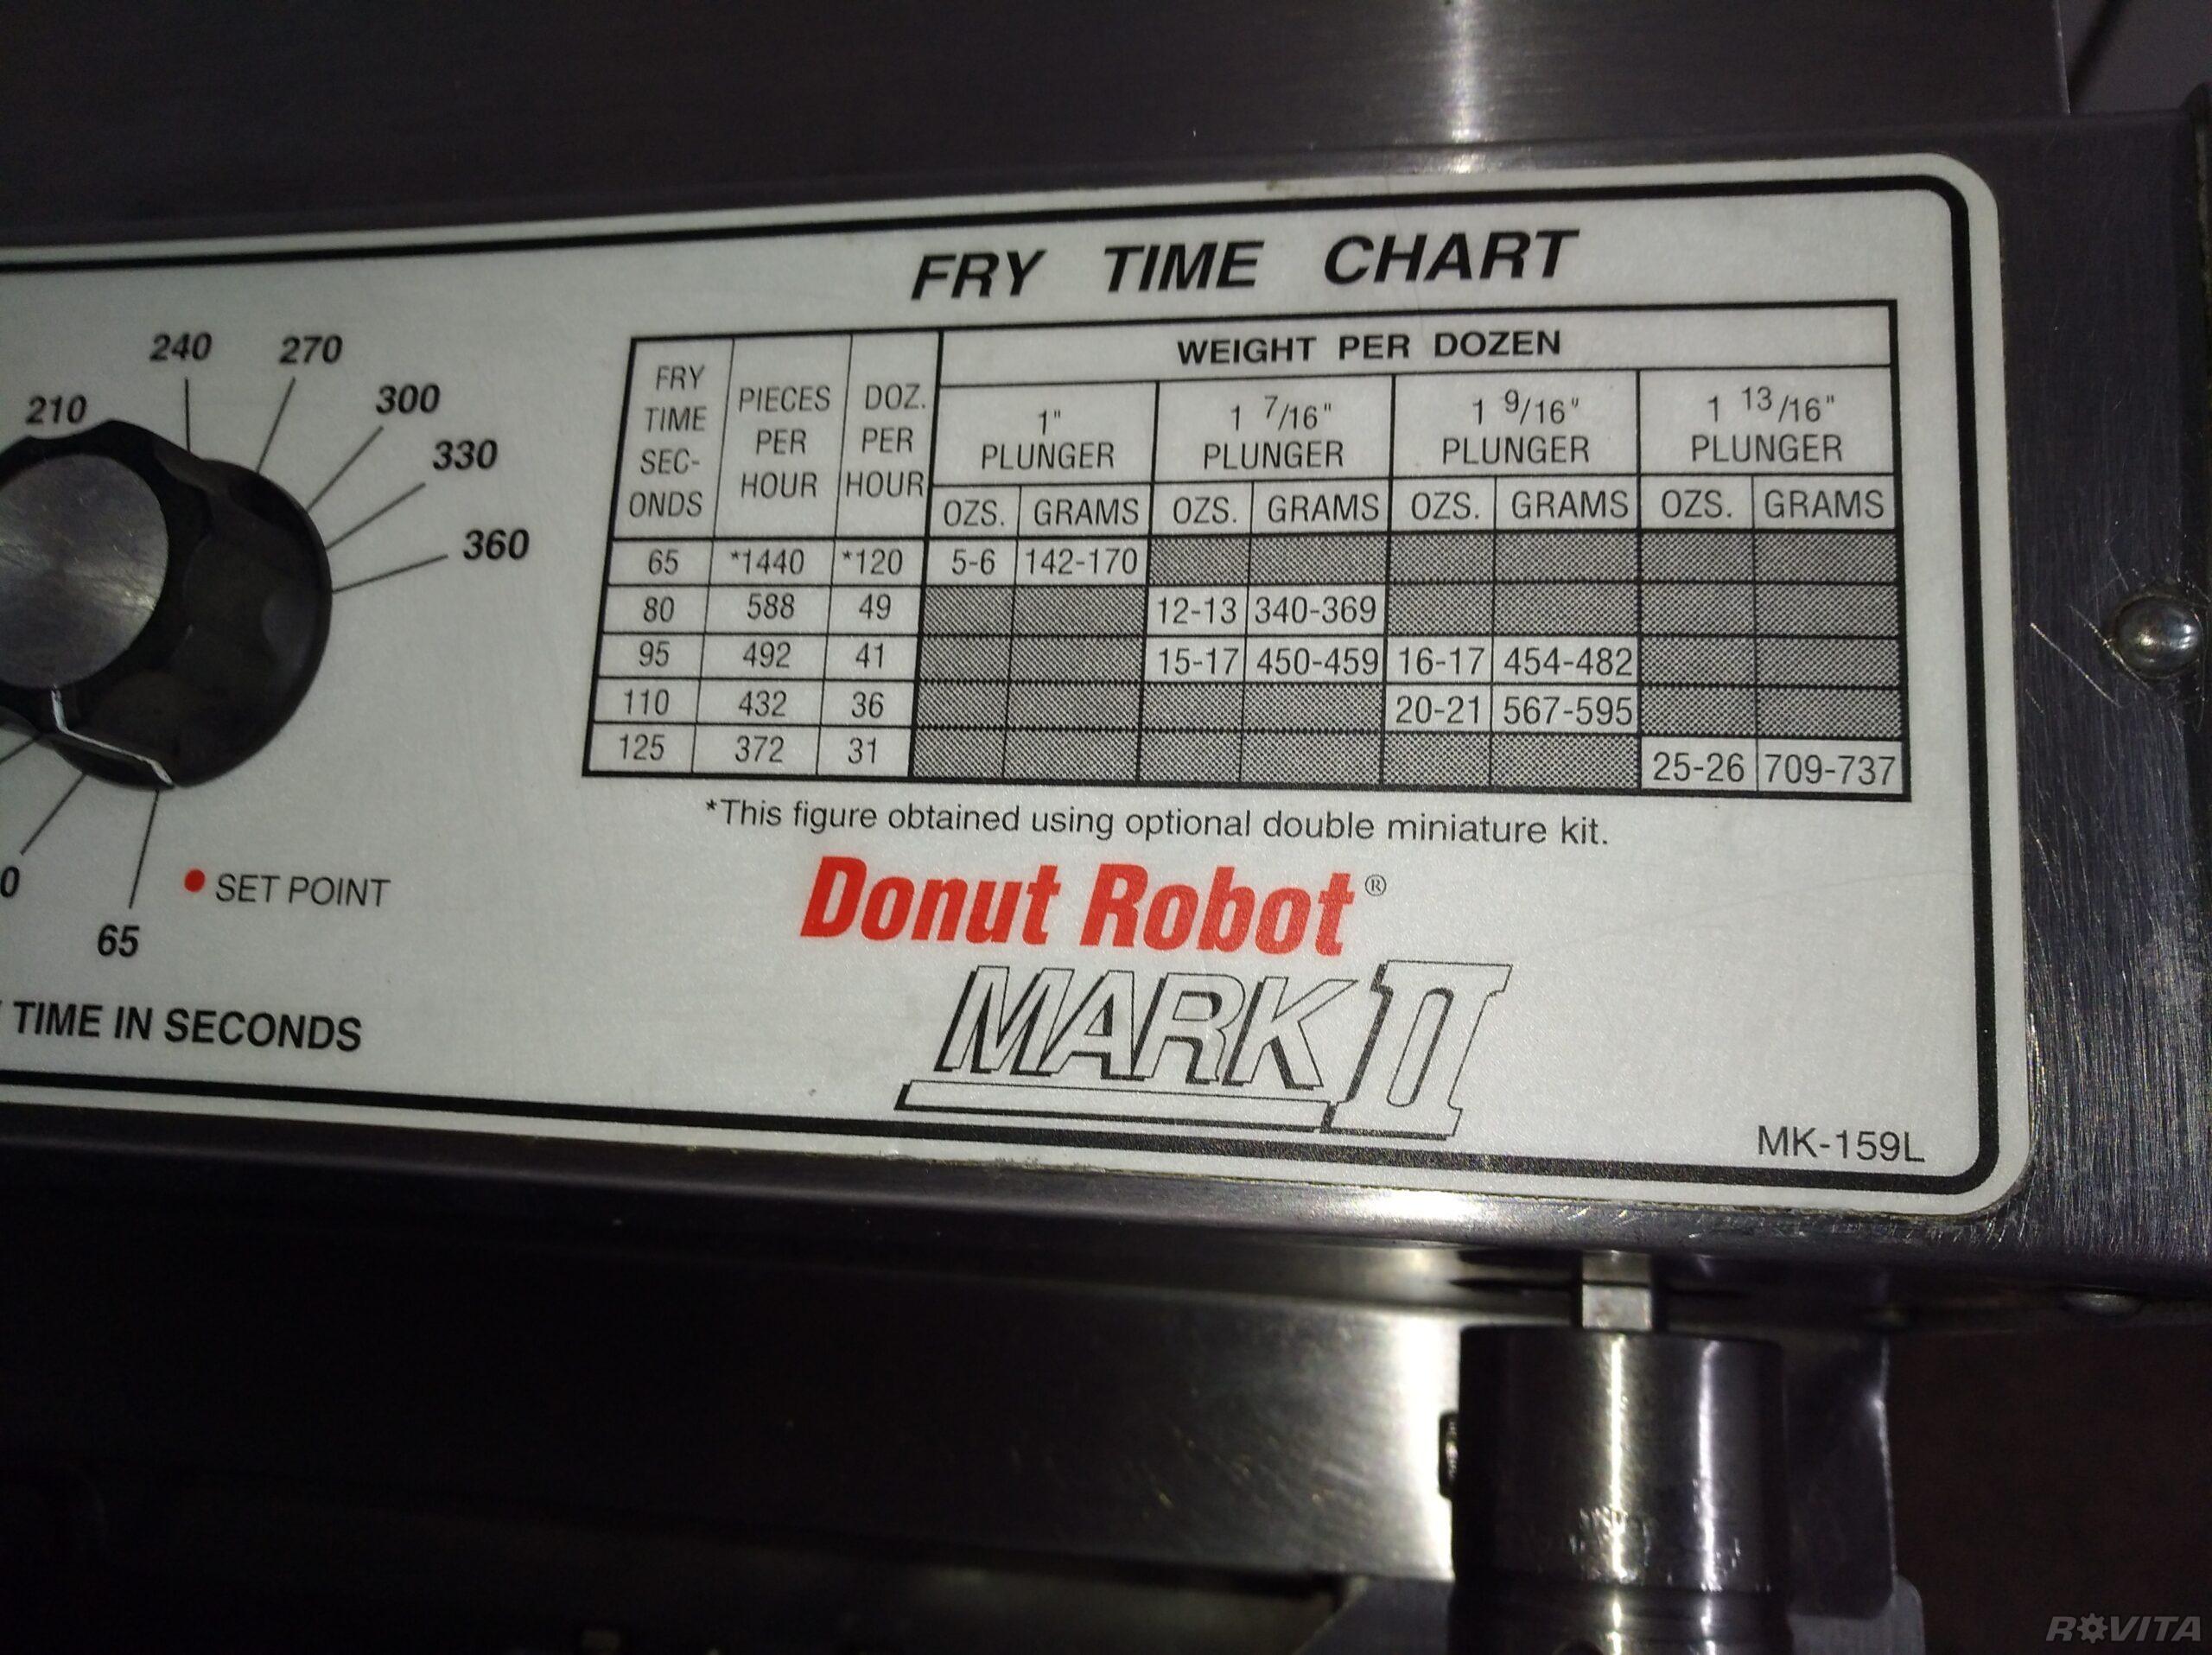 FRY TIME CHART
WEIGHT PER DOZEN
FRY TIME SEC-ONDS PIECES PER HOUR DOZ. PER HOUR 1" PLUNGER 1 7/16" PLUNGER 1 9/16" PLUNGER 1 13/16" PLUNGER
OZS. GRAMS OZS. GRAMS OZS. GRAMS OZS. GRAMS
65 *1440 *120 5-6 142-170
80 588 49 12-13 340-369
95 492 41 15-17 450-459 16-17 454-482
110 432 36 20-21 567-595
125 372 31 25-26 709-737
*This figure obtained using optional double miniature kit.
Donut Robot®
MARK II
MK-159L
210
240
270
300
330
360
65
SET POINT
TIME IN SECONDS
ROVITA